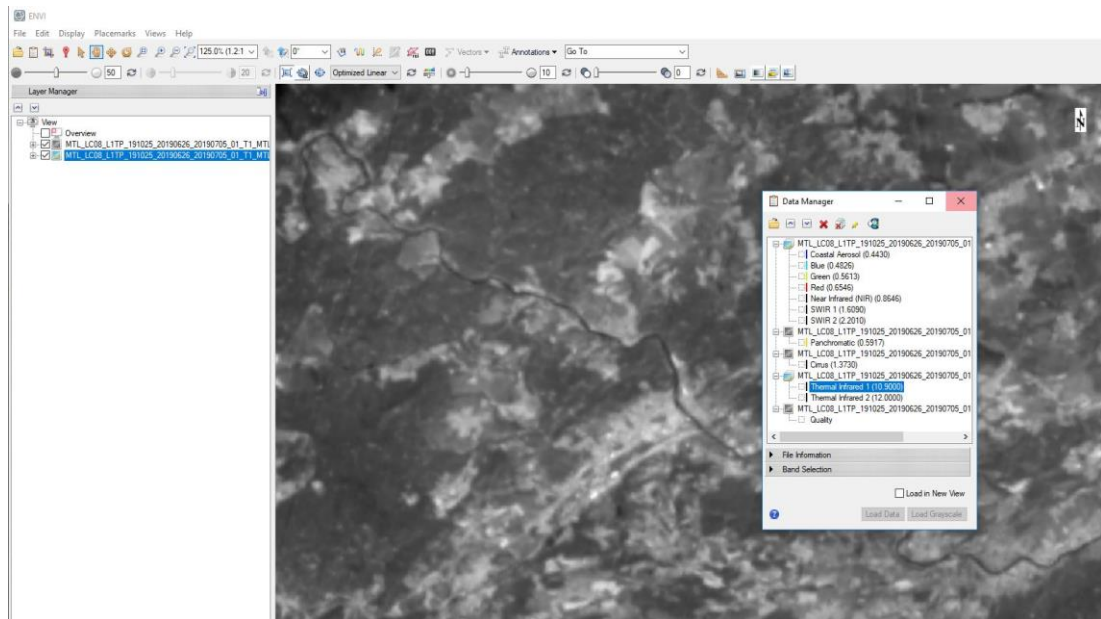 ENVI
File Edit Display Placemarks Views Help
125.0% (1.2:1 0° Vectors Annotations Go To
50 20 Optimized Linear 10 0
Layer Manager
View
Overview
MTL_LC08_L1TP_191025_20190626_20190705_01_T1_MTL
MTL_LC08_L1TP_191025_20190626_20190705_01_T1_MTL
N
Data Manager
MTL_LC08_L1TP_191025_20190626_20190705_01
Coastal Aerosol (0.4430)
Blue (0.4826)
Green (0.5613)
Red (0.6546)
Near Infrared (NIR) (0.8646)
SWIR 1 (1.6090)
SWIR 2 (2.2010)
MTL_LC08_L1TP_191025_20190626_20190705_01
Panchromatic (0.5917)
MTL_LC08_L1TP_191025_20190626_20190705_01
Cirrus (1.3730)
MTL_LC08_L1TP_191025_20190626_20190705_01
Thermal Infrared 1 (10.9000)
Thermal Infrared 2 (12.0000)
MTL_LC08_L1TP_191025_20190626_20190705_01
Quality
File Information
Band Selection
Load in New View
Load Data Load Grayscale